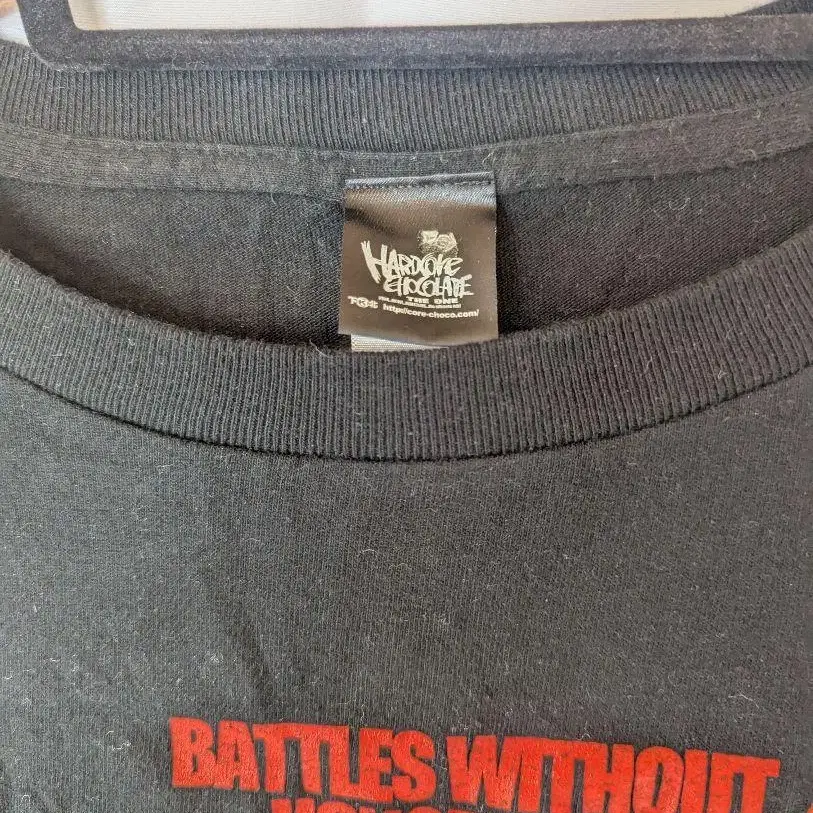 HARDCORE
CHOCOLATE
THE ONE
http://core-choco.com/
BATTLES WITHOUT